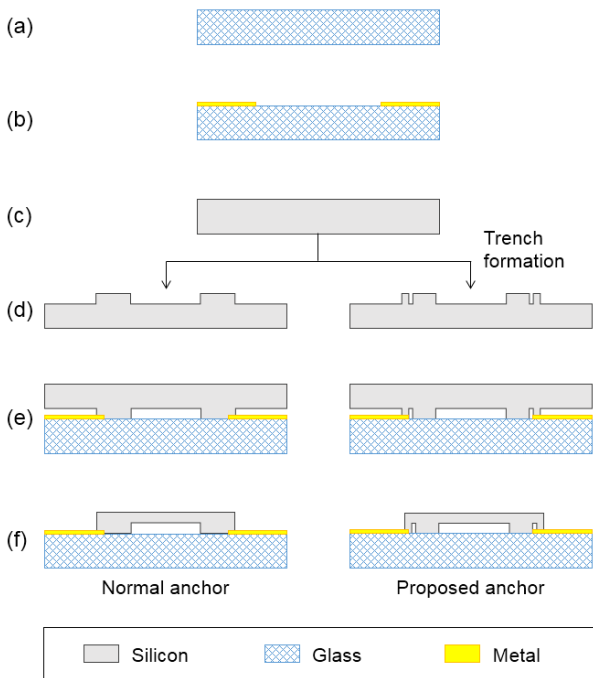 (a)
(b)
(c)
Trench
formation
(d)
(e)
(f)
Normal anchor
Proposed anchor
Silicon
Glass
Metal